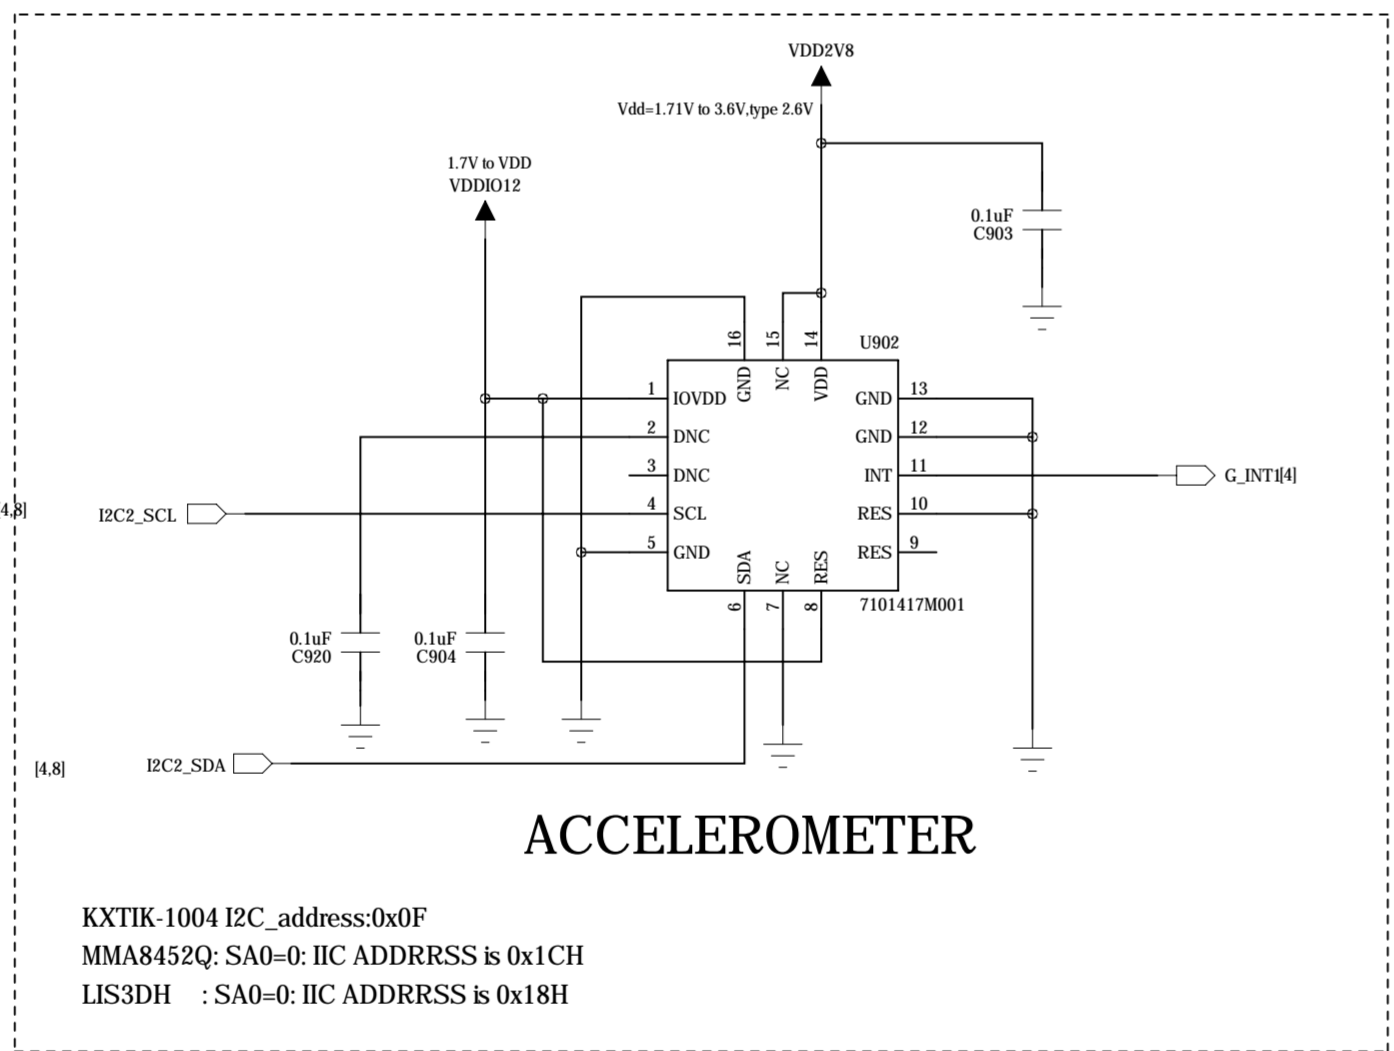 VDD2V8
Vdd=1.71V to 3.6V,type 2.6V
1.7V to VDD
VDDIO12
0.1uF
C903
16
15
14
U902
GND
NC
VDD
1
IOVDD
GND
13
2
DNC
GND
12
3
DNC
INT
11
G_INT1[4]
4,8]
I2C2_SCL
4
SCL
RES
10
5
GND
RES
9
SDA
NC
RES
6
7
8
7101417M001
0.1uF
C920
0.1uF
C904
[4,8]
I2C2_SDA
ACCELEROMETER
KXTIK-1004 I2C_address:0x0F
MMA8452Q: SA0=0: IIC ADDRRSS is 0x1CH
LIS3DH : SA0=0: IIC ADDRRSS is 0x18H